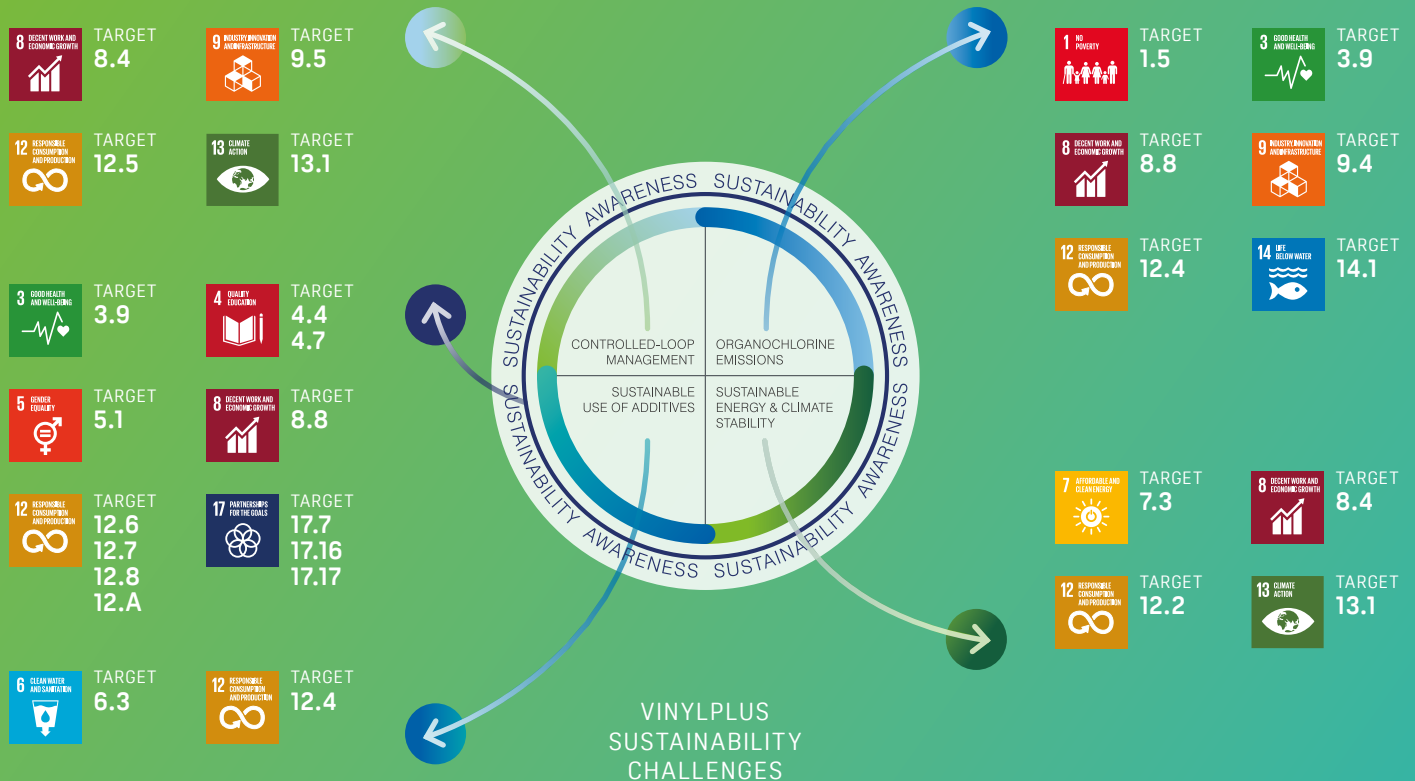 8 DECENT WORK AND
ECONOMIC GROWTH
TARGET
8.4
9 INDUSTRY, INNOVATION
AND INFRASTRUCTURE
TARGET
9.5
12 RESPONSIBLE
CONSUMPTION
AND PRODUCTION
TARGET
12.5
13 CLIMATE
ACTION
TARGET
13.1
3 GOOD HEALTH
AND WELL-BEING
TARGET
3.9
4 QUALITY
EDUCATION
TARGET
4.4
4.7
5 GENDER
EQUALITY
TARGET
5.1
8 DECENT WORK AND
ECONOMIC GROWTH
TARGET
8.8
12 RESPONSIBLE
CONSUMPTION
AND PRODUCTION
TARGET
12.6
12.7
12.8
12.A
17 PARTNERSHIPS
FOR THE GOALS
TARGET
17.7
17.16
17.17
6 CLEAN WATER
AND SANITATION
TARGET
6.3
12 RESPONSIBLE
CONSUMPTION
AND PRODUCTION
TARGET
12.4
SUSTAINABILITY AWARENESS
SUSTAINABILITY AWARENESS
SUSTAINABILITY AWARENESS
SUSTAINABILITY AWARENESS
CONTROLLED-LOOP
MANAGEMENT
ORGANOCHLORINE
EMISSIONS
SUSTAINABLE
USE OF ADDITIVES
SUSTAINABLE
ENERGY & CLIMATE
STABILITY
VINYLPLUS
SUSTAINABILITY
CHALLENGES
1 NO
POVERTY
TARGET
1.5
3 GOOD HEALTH
AND WELL-BEING
TARGET
3.9
8 DECENT WORK AND
ECONOMIC GROWTH
TARGET
8.8
9 INDUSTRY, INNOVATION
AND INFRASTRUCTURE
TARGET
9.4
12 RESPONSIBLE
CONSUMPTION
AND PRODUCTION
TARGET
12.4
14 LIFE
BELOW WATER
TARGET
14.1
7 AFFORDABLE AND
CLEAN ENERGY
TARGET
7.3
8 DECENT WORK AND
ECONOMIC GROWTH
TARGET
8.4
12 RESPONSIBLE
CONSUMPTION
AND PRODUCTION
TARGET
12.2
13 CLIMATE
ACTION
TARGET
13.1